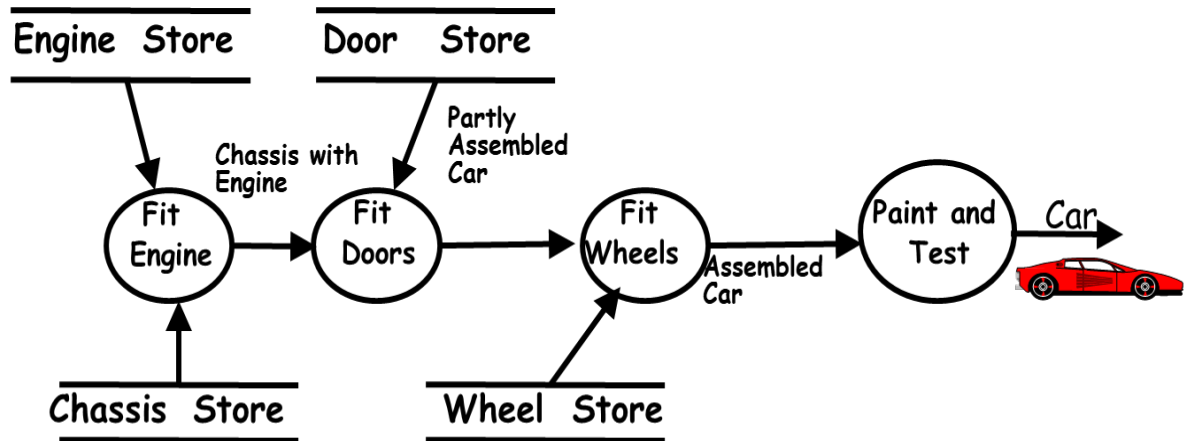 Engine Store
Door Store
Partly
Assembled
Car
Chassis with
Engine
Fit
Engine
Fit
Doors
Fit
Wheels
Paint and
Test
Car
Assembled
Car
Chassis Store
Wheel Store